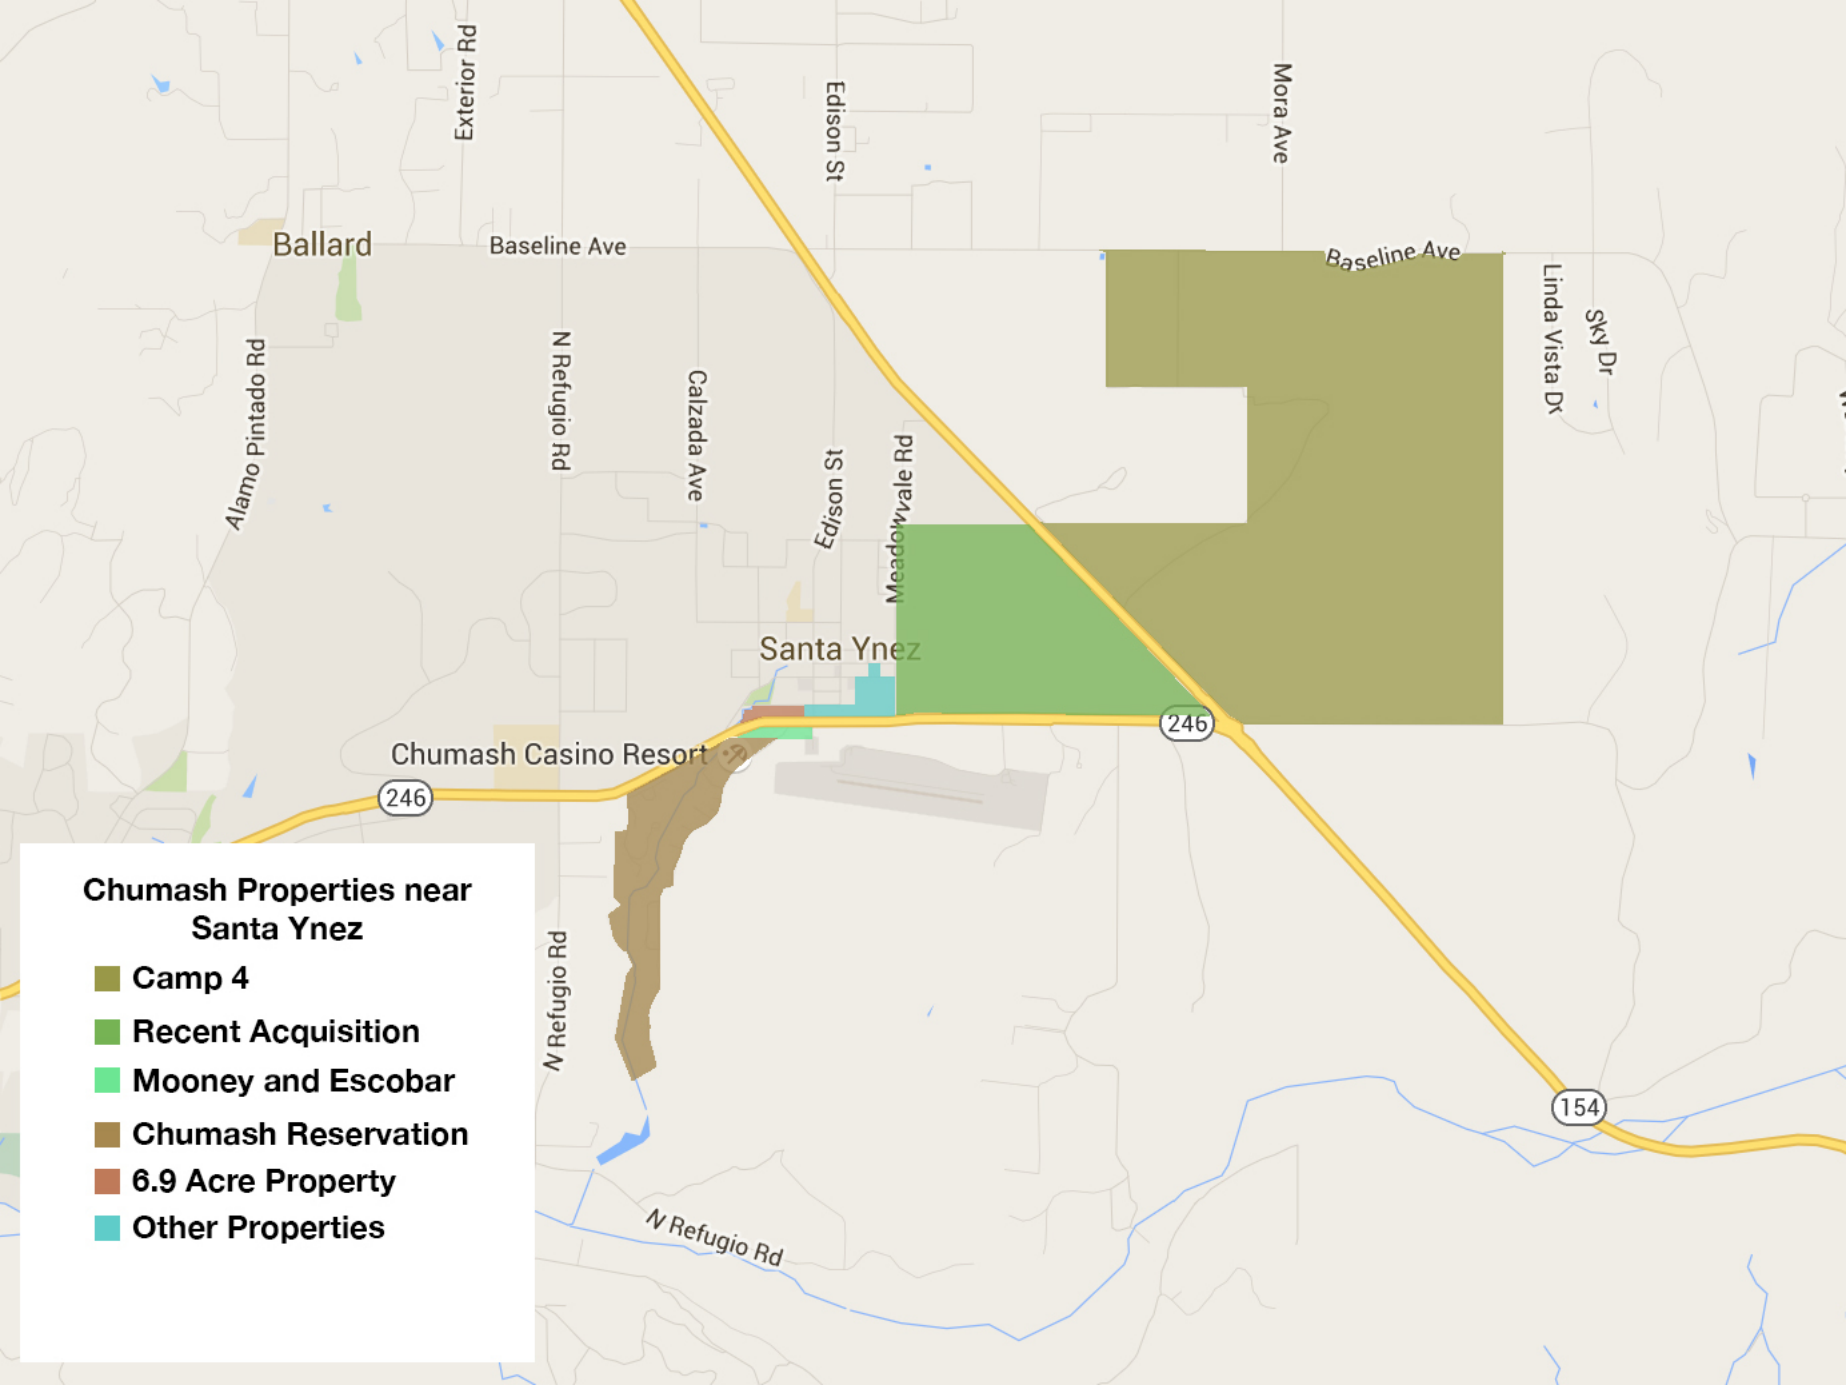 Exterior Rd
Edison St
Mora Ave
Ballard
Baseline Ave
Baseline Ave
Linda Vista Dr
Sky Dr
Alamo Pintado Rd
N Refugio Rd
Calzada Ave
Edison St
Meadowvale Rd
Santa Ynez
246
Chumash Casino Resort
246
N Refugio Rd
154
N Refugio Rd
Chumash Properties near
Santa Ynez
Camp 4
Recent Acquisition
Mooney and Escobar
Chumash Reservation
6.9 Acre Property
Other Properties